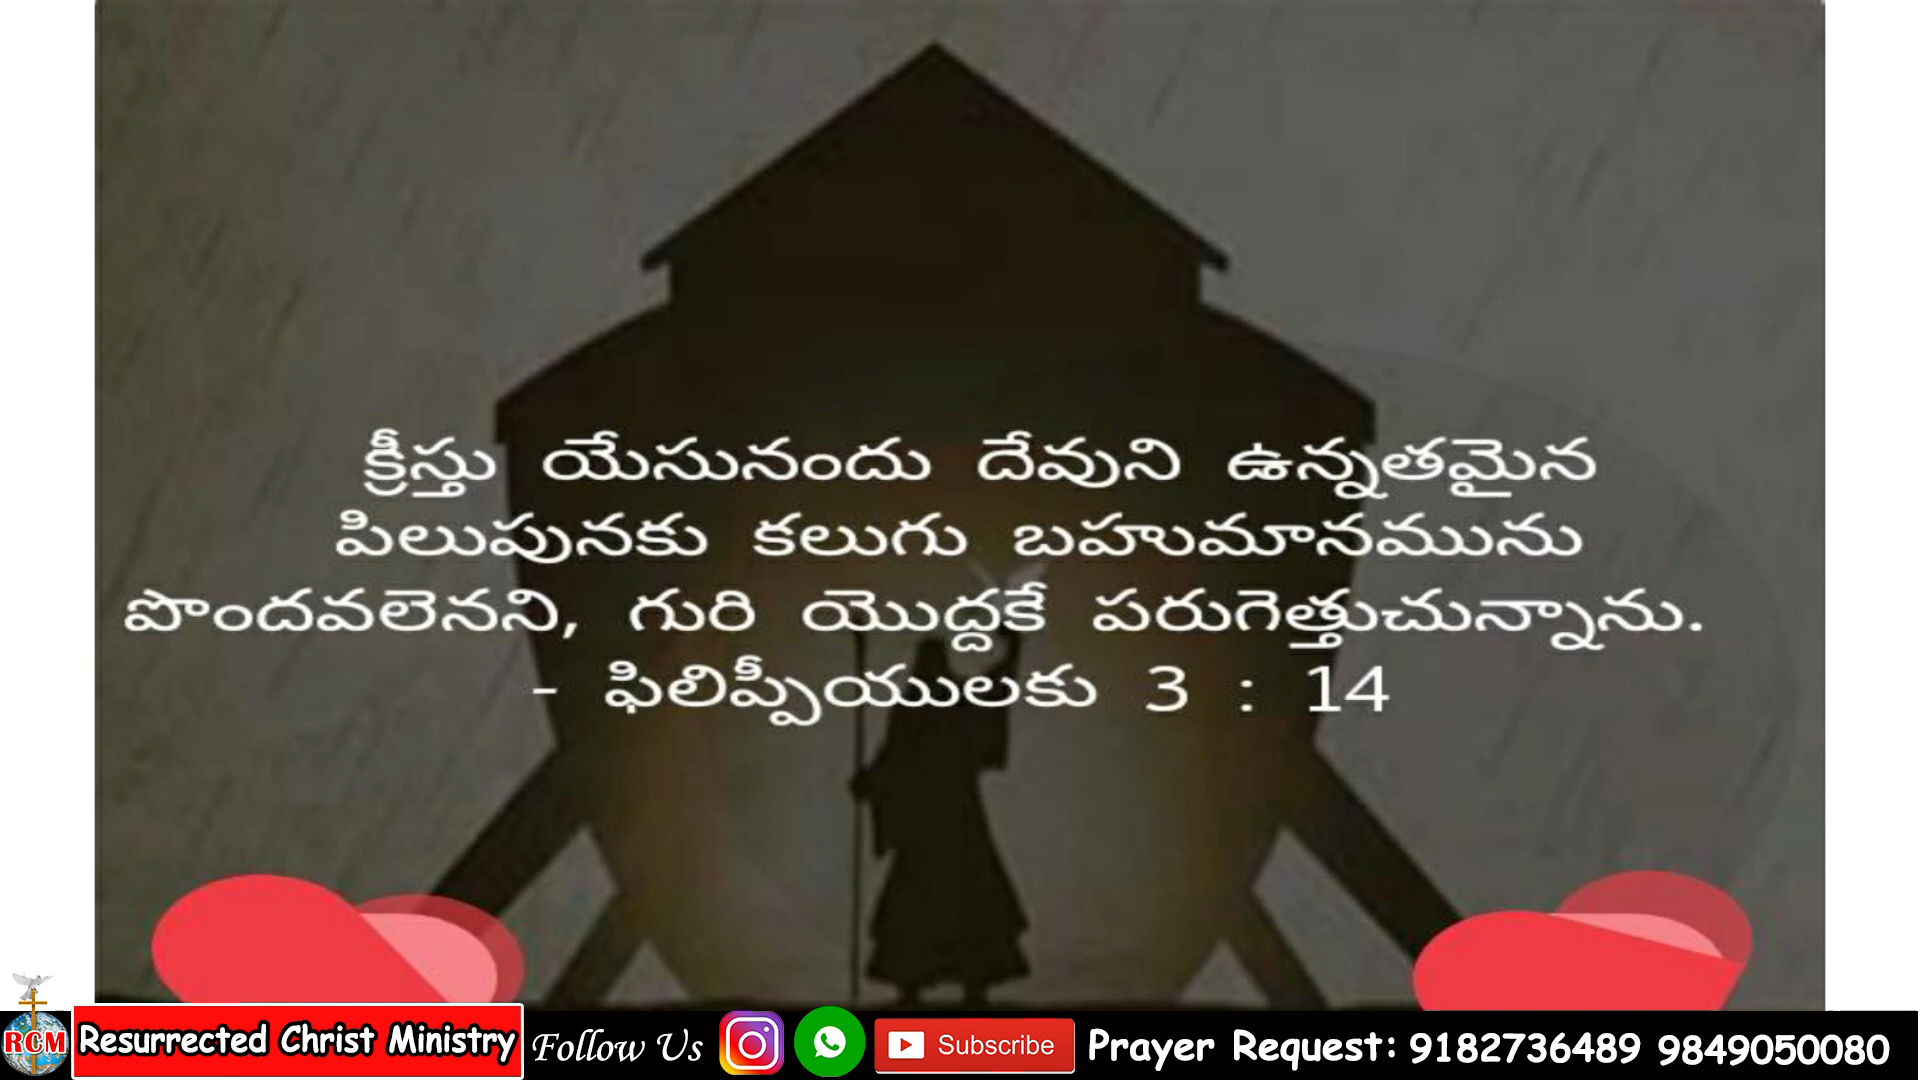 క్రీస్తు యేసునందు దేవుని ఉన్నతమైన
పిలుపునకు కలుగు బహుమానమును
పొందవలెనని, గురి యొద్దకే పరుగెత్తుచున్నాను.
- ఫిలిప్పీయులకు 3 : 14
RCM Resurrected Christ Ministry Follow Us Subscribe Prayer Request: 9182736489 9849050080